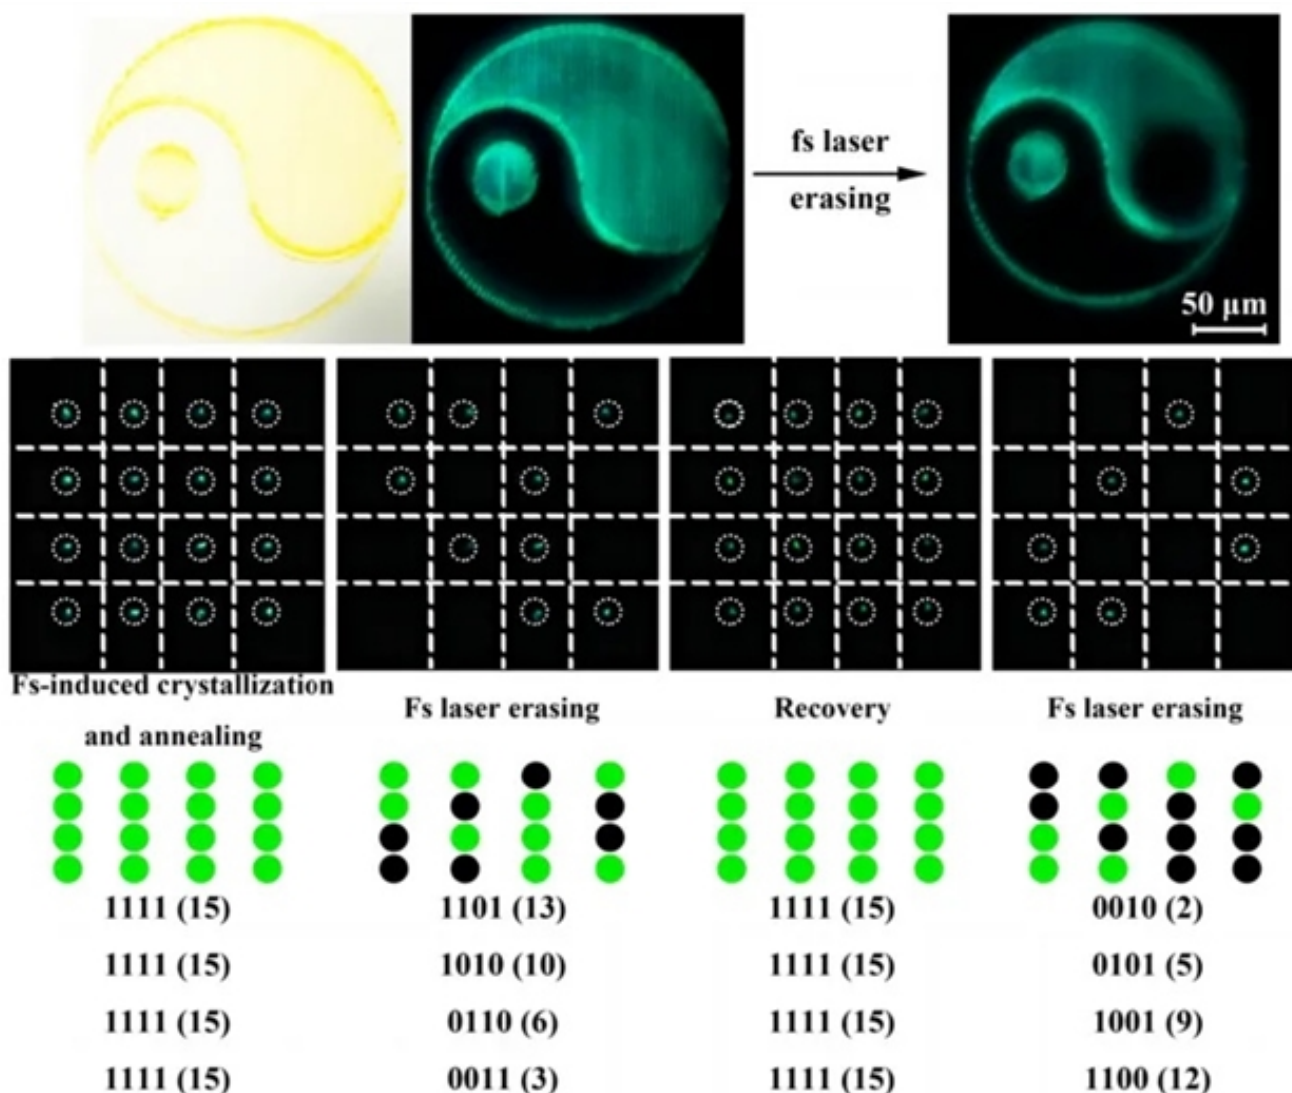 fs laser
erasing
50 µm
Fs-induced crystallization
and annealing
Fs laser erasing
Recovery
Fs laser erasing
1111 (15)
1101 (13)
1111 (15)
0010 (2)
1111 (15)
1010 (10)
1111 (15)
0101 (5)
1111 (15)
0110 (6)
1111 (15)
1001 (9)
1111 (15)
0011 (3)
1111 (15)
1100 (12)